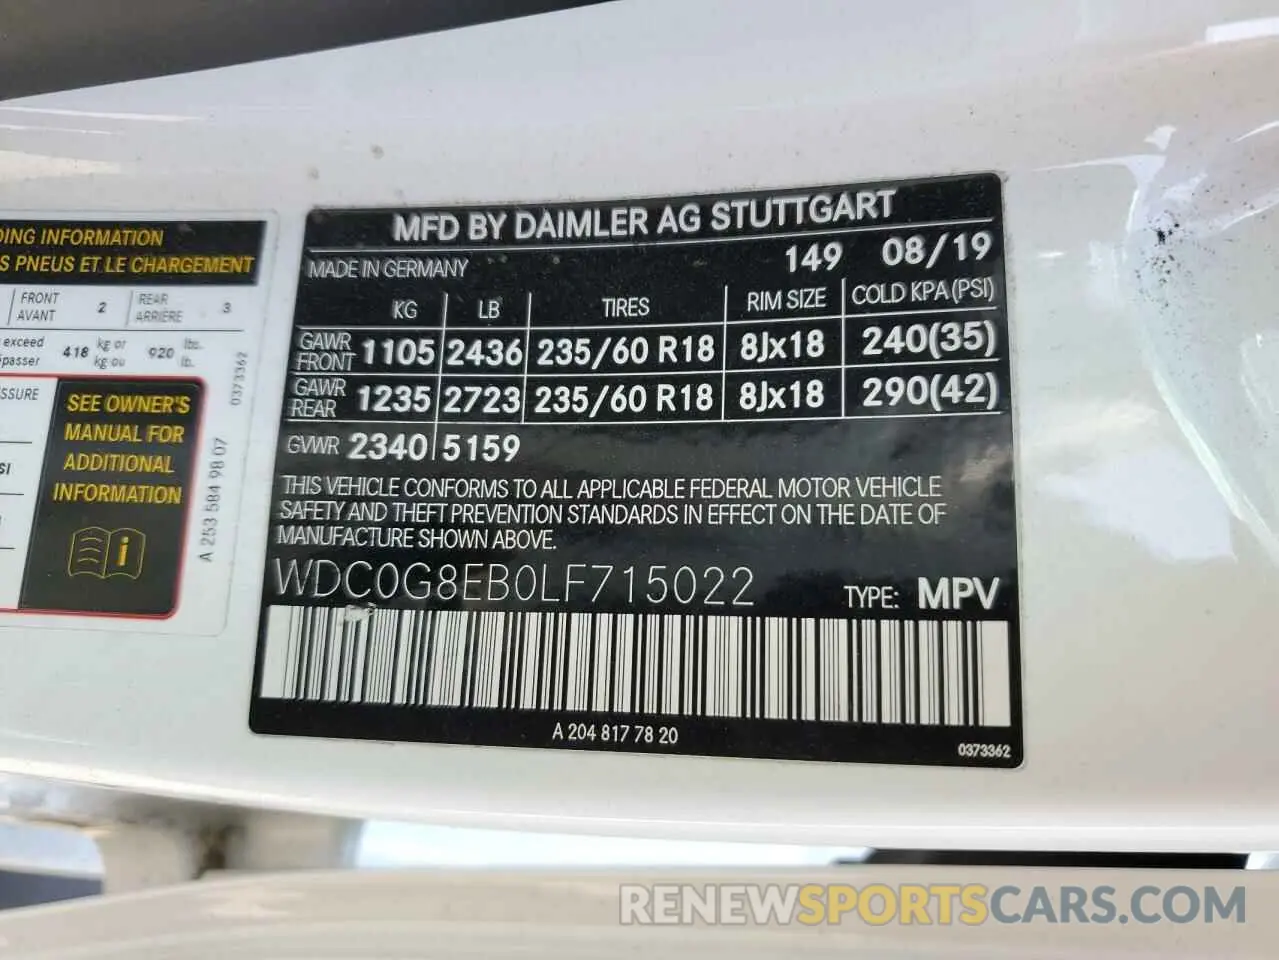 DING INFORMATION
S PNEUS ET LE CHARGEMENT
FRONT
AVANT
2
REAR
ARRIÈRE
3
exceed
418
kg or
kg ou
920
lbs.
lb.
SSURE
SI
SEE OWNER'S
MANUAL FOR
ADDITIONAL
INFORMATION
i
0373362
A 253 584 98 07
MFD BY DAIMLER AG STUTTGART
MADE IN GERMANY
149 08/19
KG LB TIRES RIM SIZE COLD KPA(PSI)
GAWR
FRONT 1105 2436 235/60 R18 8Jx18 240(35)
GAWR
REAR 1235 2723 235/60 R18 8Jx18 290(42)
GVWR 2340 5159
THIS VEHICLE CONFORMS TO ALL APPLICABLE FEDERAL MOTOR VEHICLE
SAFETY AND THEFT PREVENTION STANDARDS IN EFFECT ON THE DATE OF
MANUFACTURE SHOWN ABOVE.
WDC0G8EB0LF715022 TYPE: MPV
A 204 817 78 20
0373362
RENEWSPORTSCARS.COM